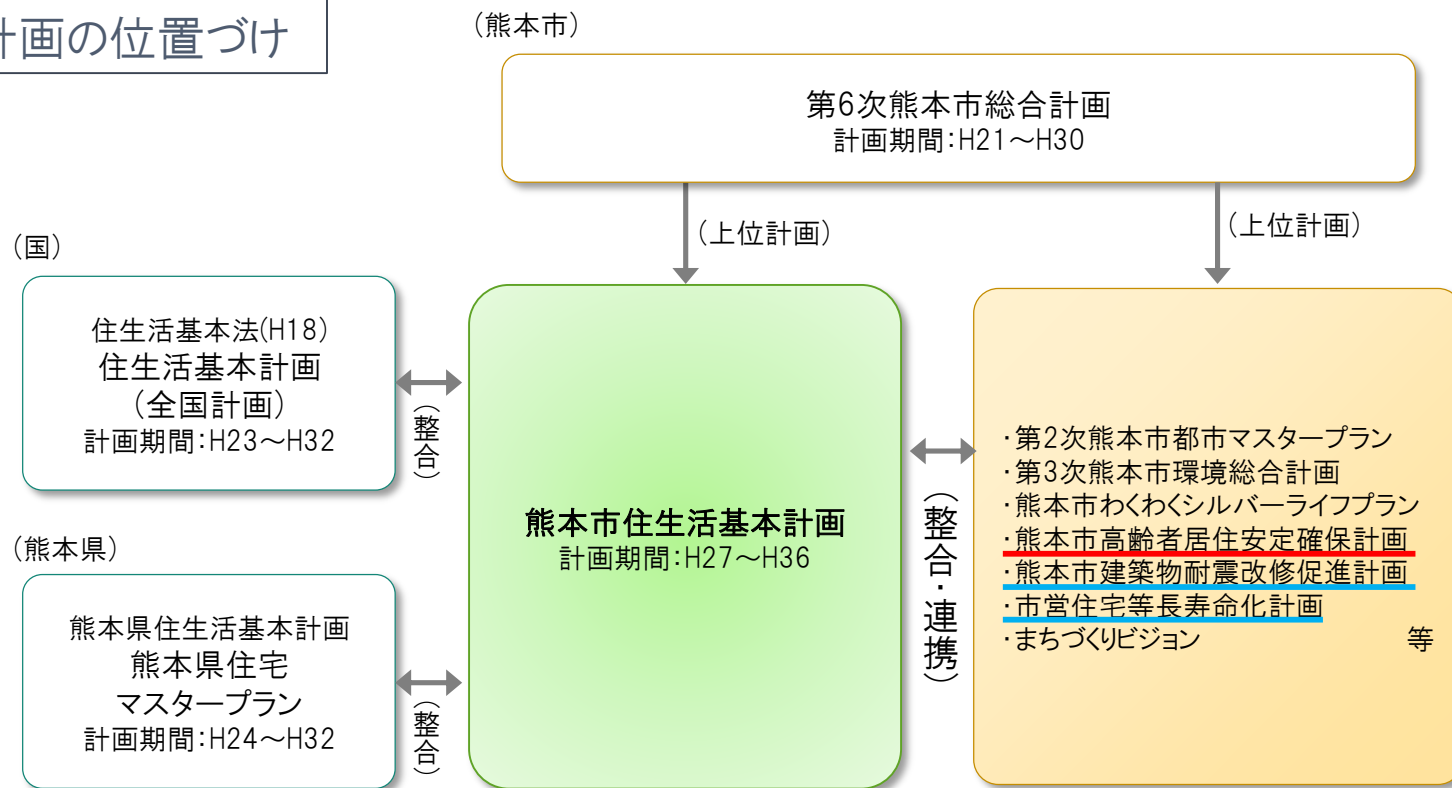 計画の位置づけ
(熊本市)
第6次熊本市総合計画
計画期間:H21～H30
(上位計画)
(上位計画)
(国)
住生活基本法(H18)
住生活基本計画
(全国計画)
計画期間:H23～H32
(整合)
(熊本県)
熊本県住生活基本計画
熊本県住宅
マスタープラン
計画期間:H24～H32
(整合)
熊本市住生活基本計画
計画期間:H27～H36
(整合・連携)
・第2次熊本市都市マスタープラン
・第3次熊本市環境総合計画
・熊本市わくわくシルバーライフプラン
・熊本市高齢者居住安定確保計画
・熊本市建築物耐震改修促進計画
・市営住宅等長寿命化計画
・まちづくりビジョン 等